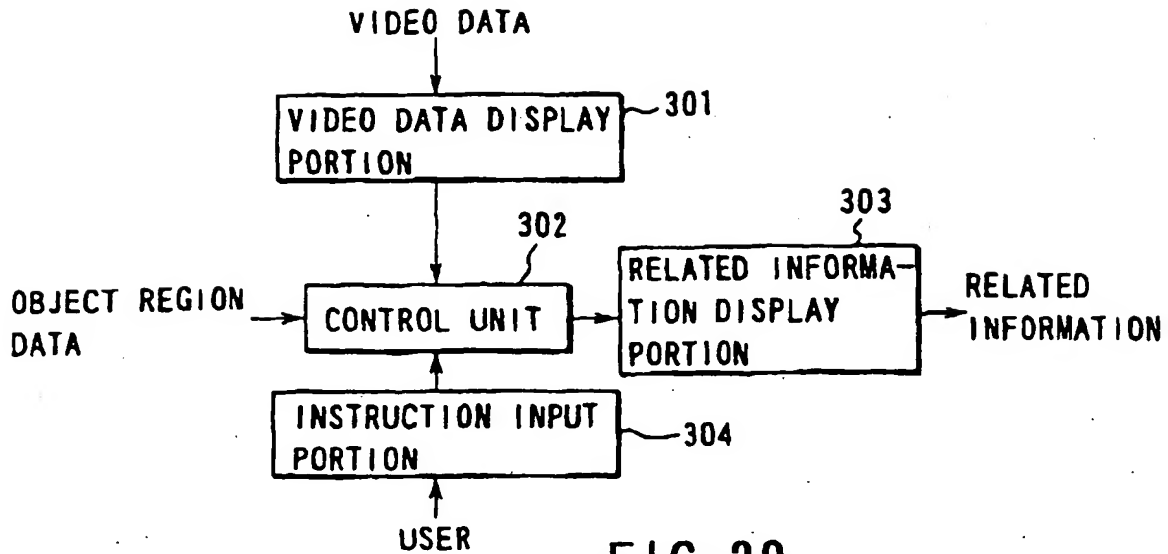 VIDEO DATA
VIDEO DATA DISPLAY
PORTION
301
302
303
OBJECT REGION
DATA
CONTROL UNIT
RELATED INFORMA-
TION DISPLAY
PORTION
RELATED
INFORMATION
INSTRUCTION INPUT
PORTION
304
USER